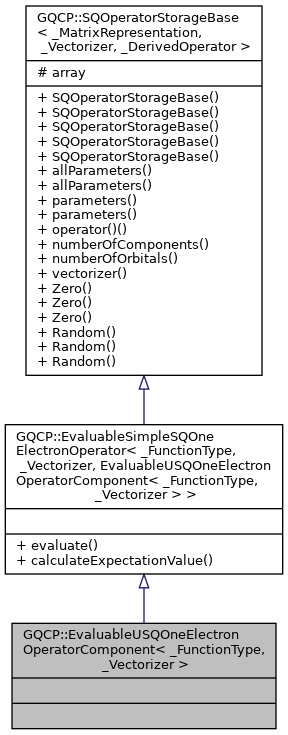 GQCP::SQOperatorStorageBase
< _MatrixRepresentation,
_Vectorizer, _DerivedOperator >
# array
+ SQOperatorStorageBase()
+ SQOperatorStorageBase()
+ SQOperatorStorageBase()
+ SQOperatorStorageBase()
+ SQOperatorStorageBase()
+ allParameters()
+ allParameters()
+ parameters()
+ parameters()
+ operator()()
+ numberOfComponents()
+ numberOfOrbitals()
+ vectorizer()
+ Zero()
+ Zero()
+ Zero()
+ Random()
+ Random()
+ Random()
GQCP::EvaluableSimpleSQOne
ElectronOperator< _FunctionType,
_Vectorizer, EvaluableUSQOneElectron
OperatorComponent< _FunctionType,
_Vectorizer > >
+ evaluate()
+ calculateExpectationValue()
GQCP::EvaluableUSQOneElectron
OperatorComponent< _FunctionType,
_Vectorizer >